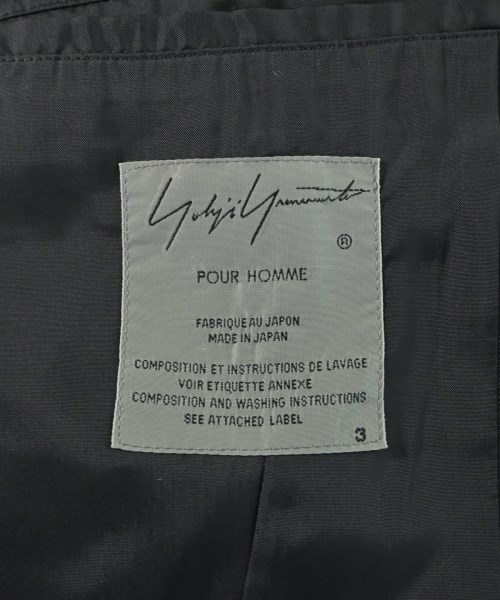 Yohji Yamamoto
®
POUR HOMME
FABRIQUE AU JAPON
MADE IN JAPAN
COMPOSITION ET INSTRUCTIONS DE LAVAGE
VOIR ETIQUETTE ANNEXE
COMPOSITION AND WASHING INSTRUCTIONS
SEE ATTACHED LABEL
3